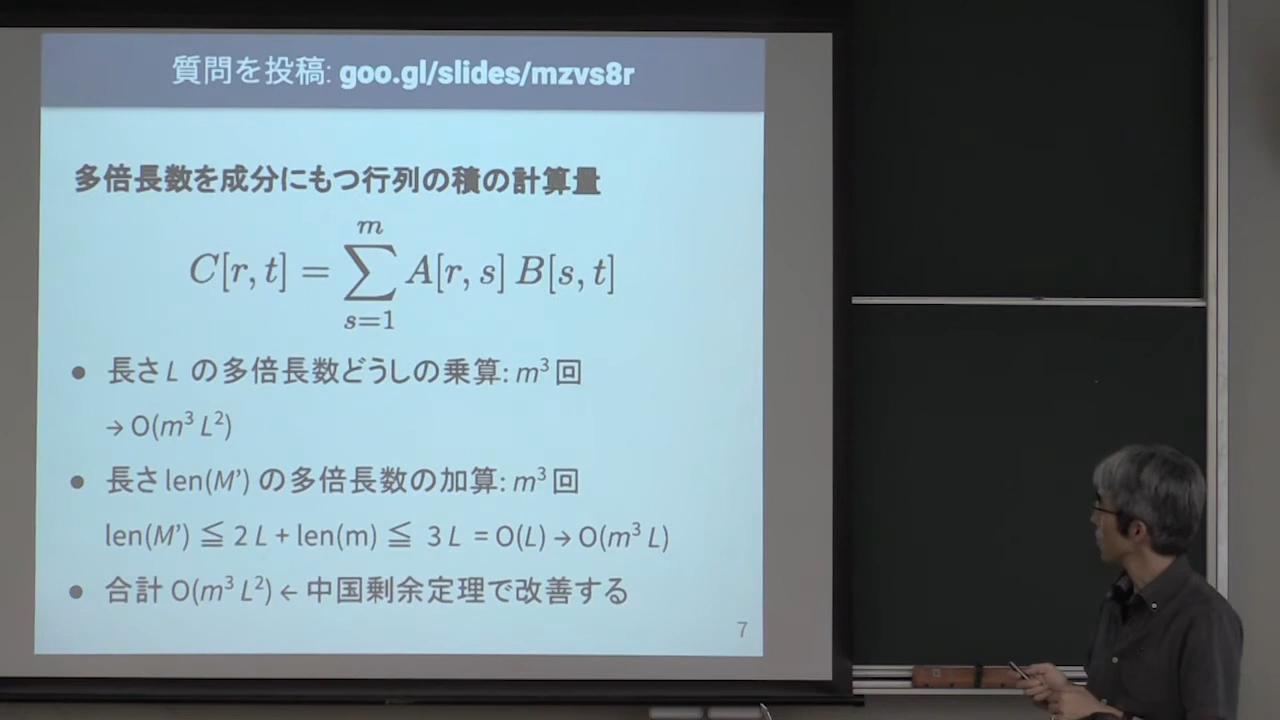 質問を投稿: goo.gl/slides/mzvs8r
多倍長数を成分にもつ行列の積の計算量
C[r, t] = ∑_{s=1}^{m} A[r, s] B[s, t]
● 長さ L の多倍長数どうしの乗算: m³ 回
→ O(m³ L²)
● 長さ len(M’) の多倍長数の加算: m³ 回
len(M’) ≦ 2 L + len(m) ≦ 3 L = O(L) → O(m³ L)
● 合計 O(m³ L²) ← 中国剰余定理で改善する
7